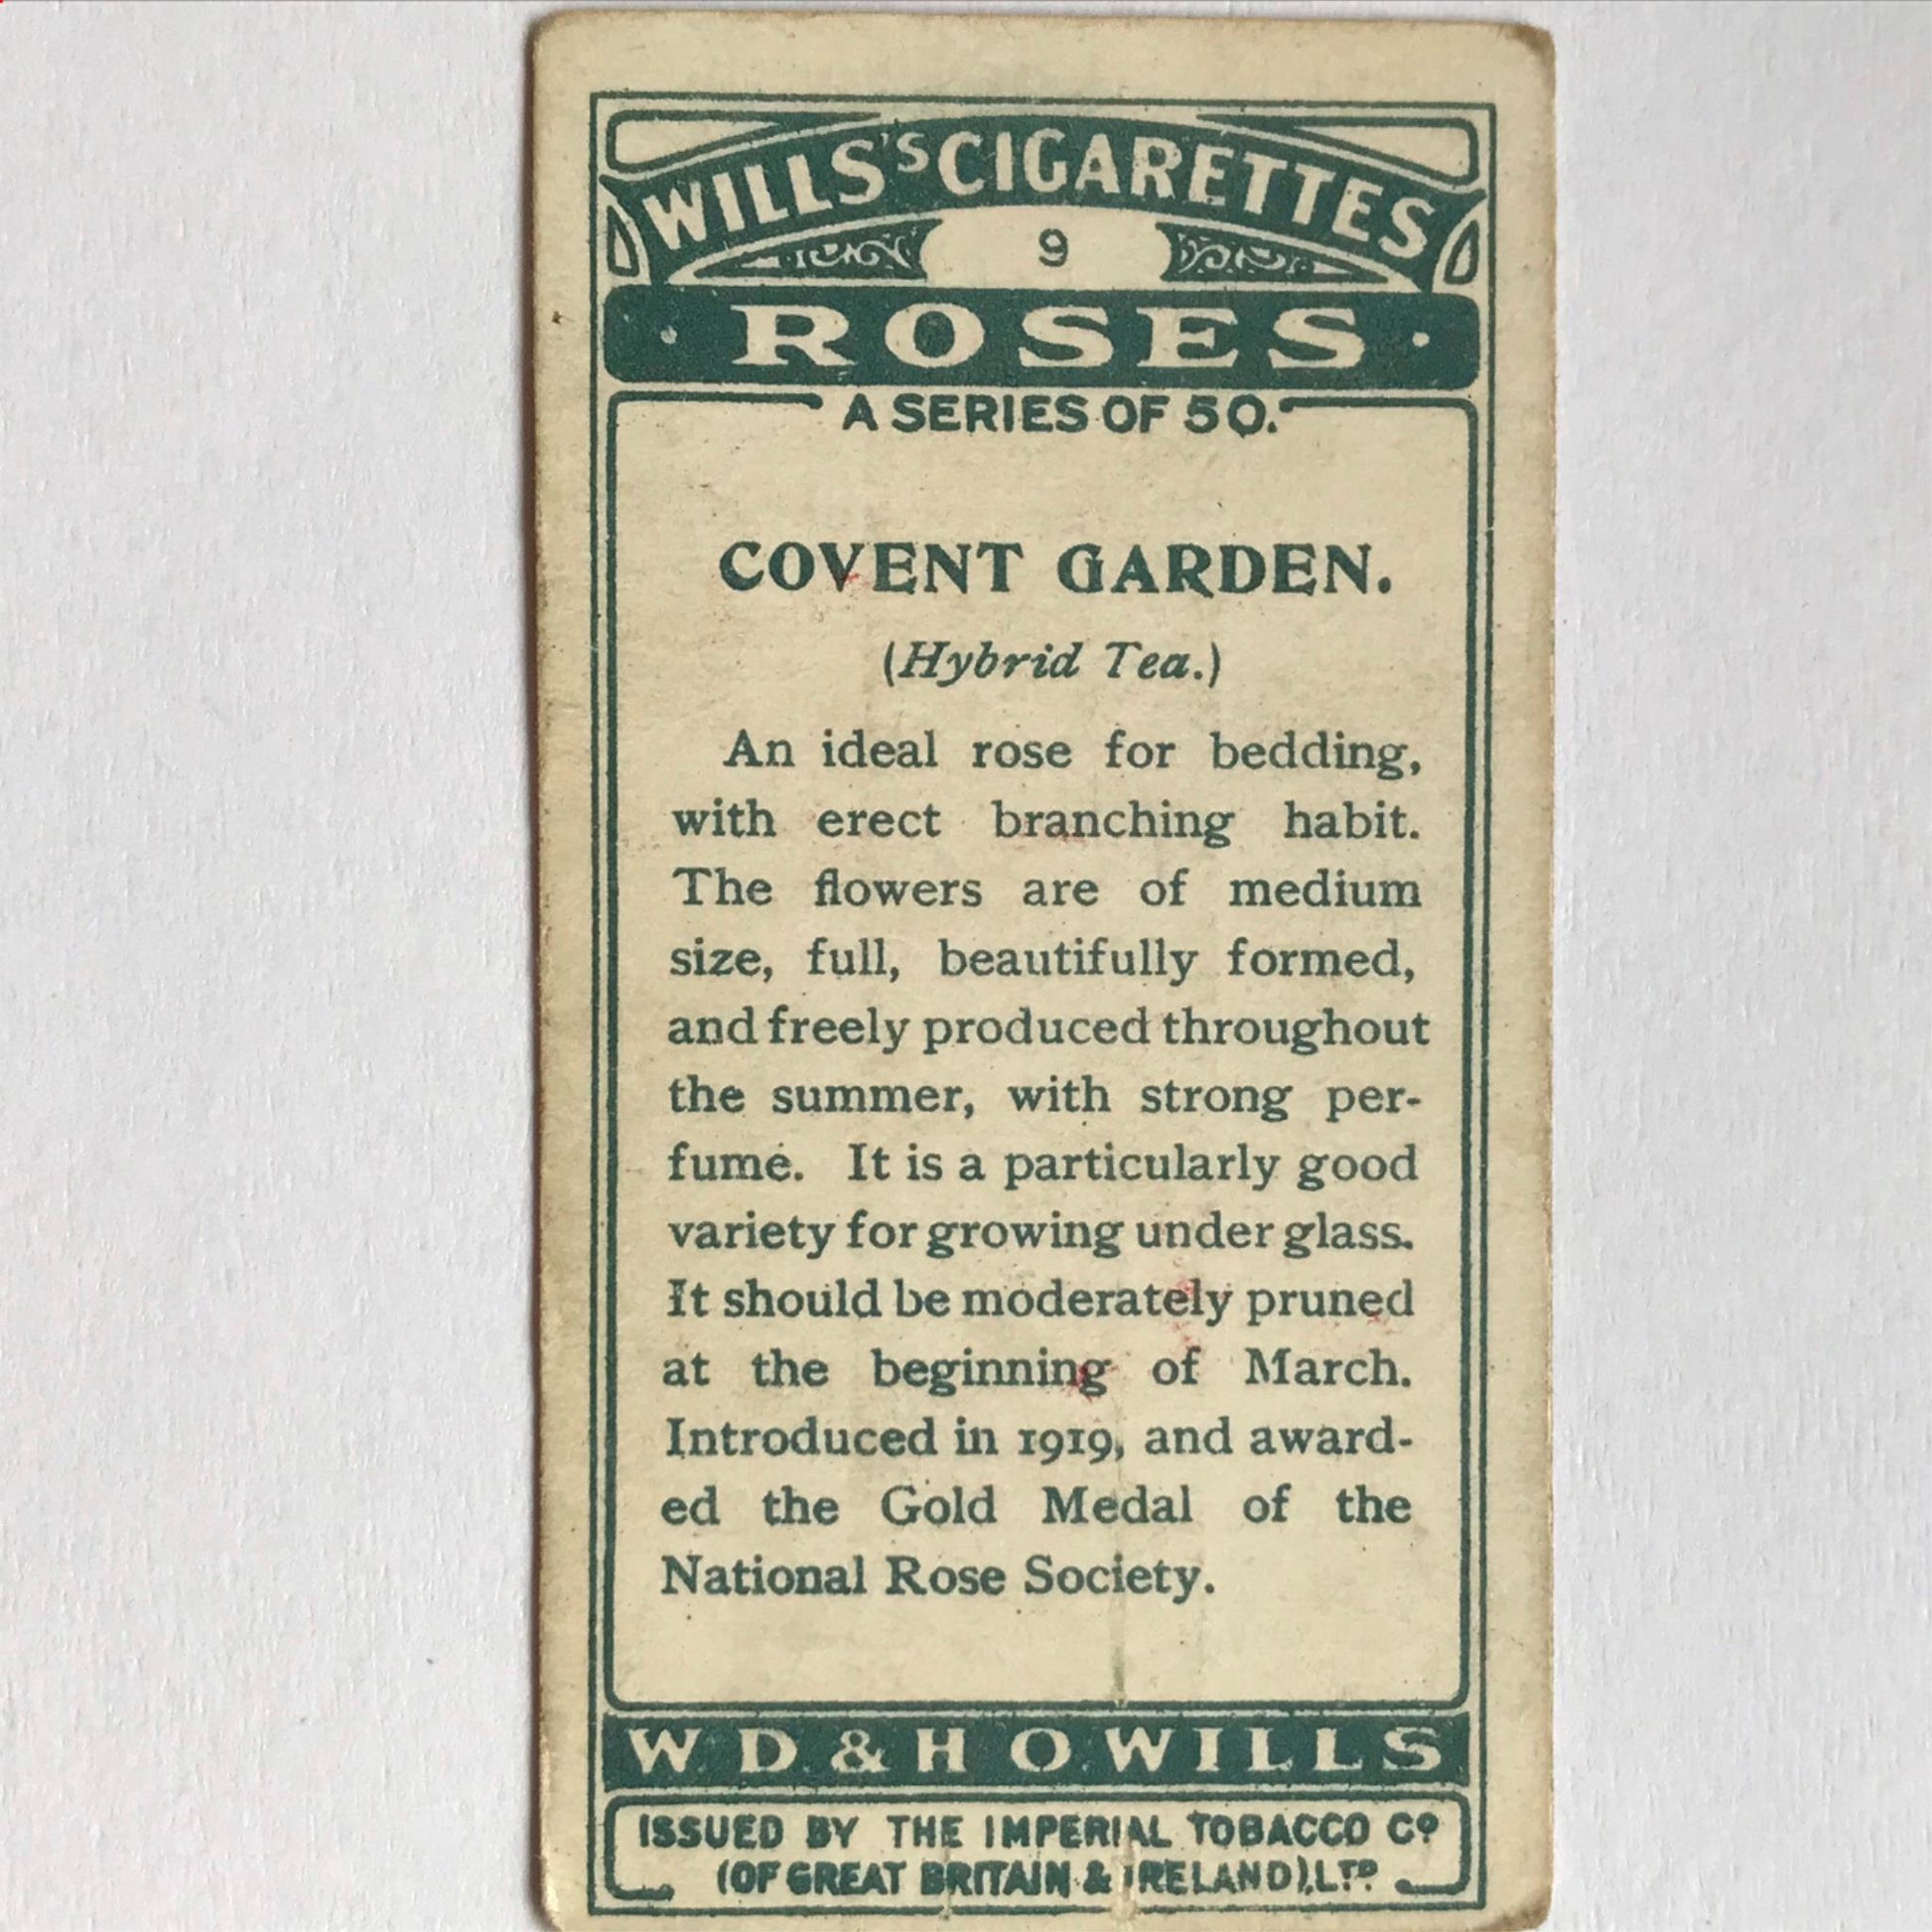 WILLS'S CIGARETTES
9
ROSES
A SERIES OF 50.
COVENT GARDEN.
(Hybrid Tea.)
An ideal rose for bedding,
with erect branching habit.
The flowers are of medium
size, full, beautifully formed,
and freely produced throughout
the summer, with strong per-
fume. It is a particularly good
variety for growing under glass.
It should be moderately pruned
at the beginning of March.
Introduced in 1919, and award-
ed the Gold Medal of the
National Rose Society.
W. D. & H. O. WILLS
ISSUED BY THE IMPERIAL TOBACCO Cº
(OF GREAT BRITAIN & IRELAND), LTD